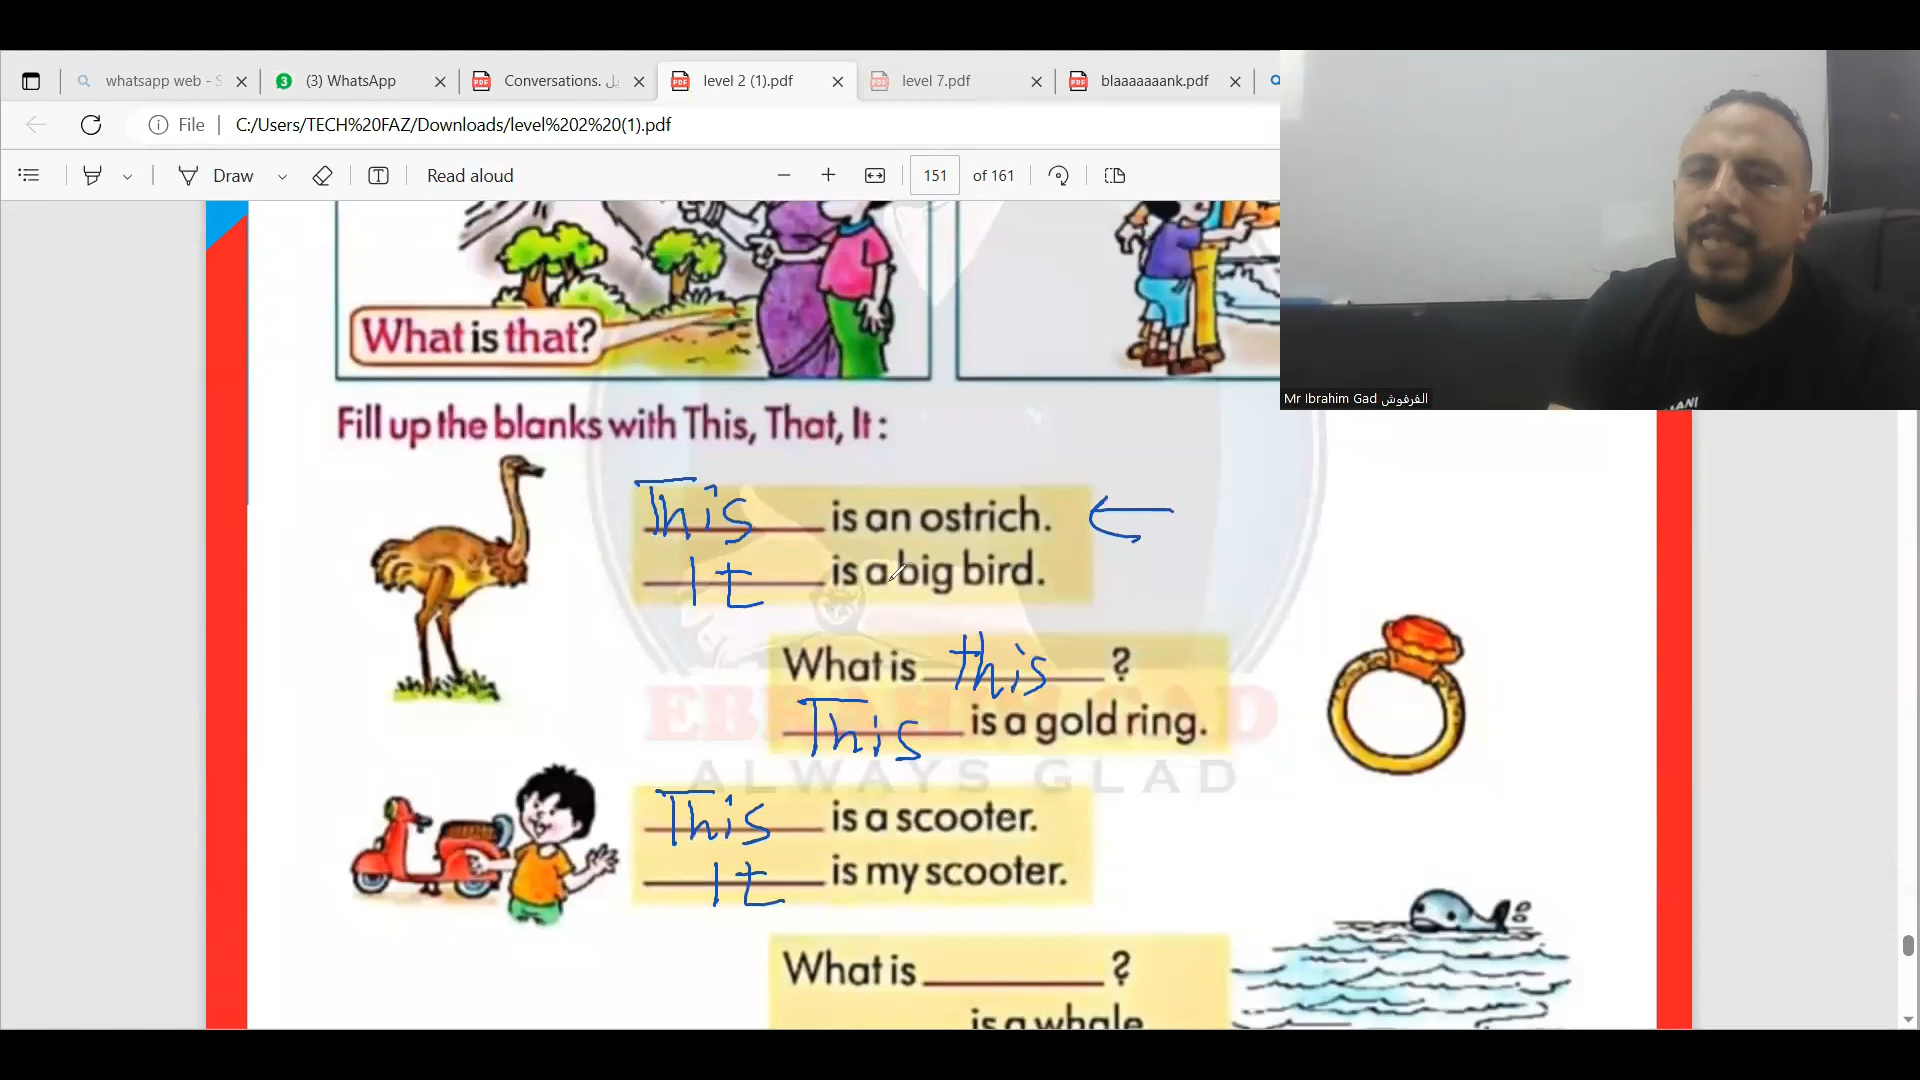 whatsapp web - S
3 (3) WhatsApp
Conversations. يل
level 2 (1).pdf
level 7.pdf
blaaaaaaank.pdf
File
C:/Users/TECH%20FAZ/Downloads/level%202%20(1).pdf
Draw
Read aloud
151 of 161
Mr Ibrahim Gad الفرفوش
What is that?
Fill up the blanks with This, That, It :
This is an ostrich.
It is a big bird.
What is this ?
This is a gold ring.
ALWAYS GLAD
This is a scooter.
It is my scooter.
What is ________ ?
is a whale